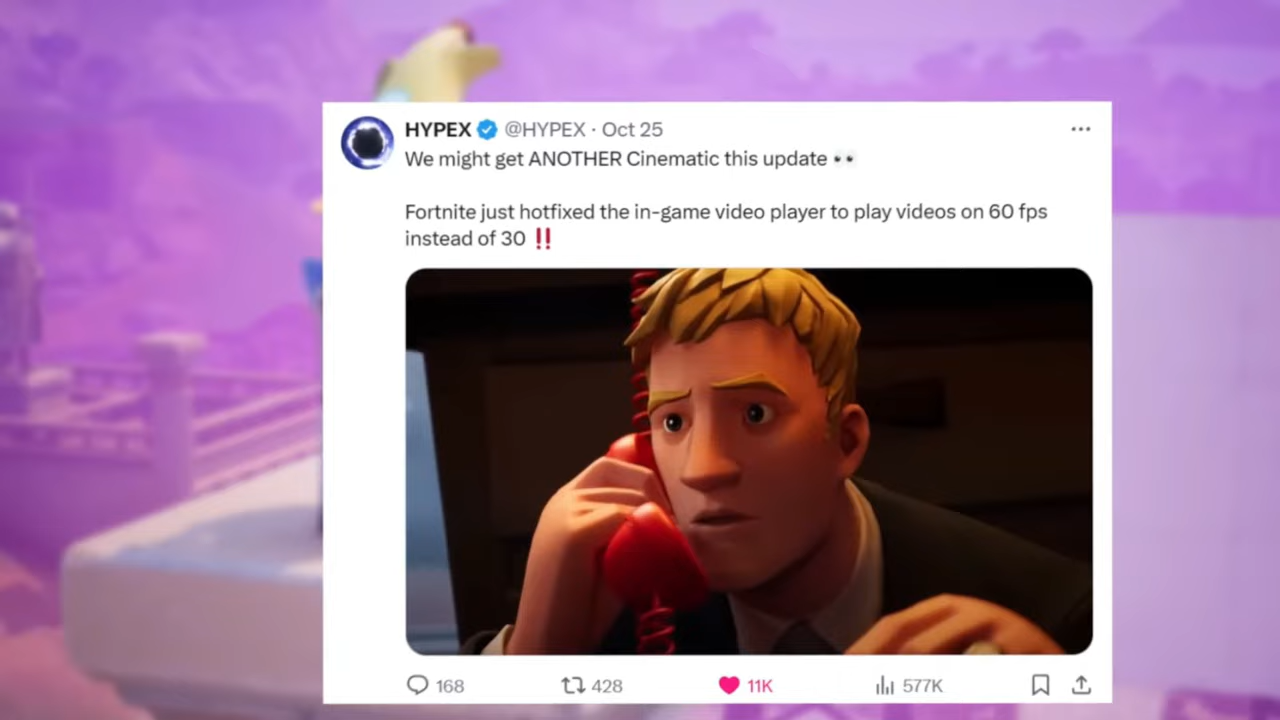 HYPEX @HYPEX · Oct 25
We might get ANOTHER Cinematic this update 👀
Fortnite just hotfixed the in-game video player to play videos on 60 fps
instead of 30 ‼️
168 428 11K 577K